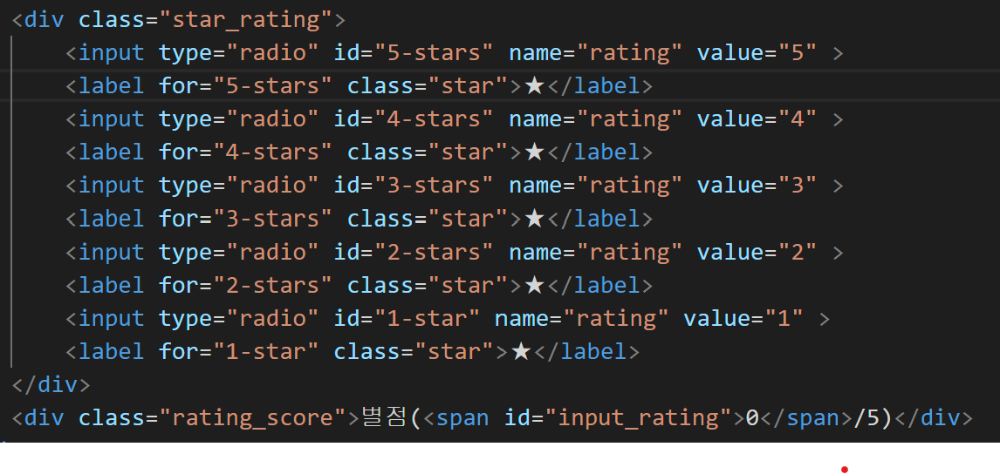 <div class="star_rating">
<input type="radio" id="5-stars" name="rating" value="5" >
<label for="5-stars" class="star">★</label>
<input type="radio" id="4-stars" name="rating" value="4" >
<label for="4-stars" class="star">★</label>
<input type="radio" id="3-stars" name="rating" value="3" >
<label for="3-stars" class="star">★</label>
<input type="radio" id="2-stars" name="rating" value="2" >
<label for="2-stars" class="star">★</label>
<input type="radio" id="1-star" name="rating" value="1" >
<label for="1-star" class="star">★</label>
</div>
<div class="rating_score">별점(<span id="input_rating">0</span>/5)</div>